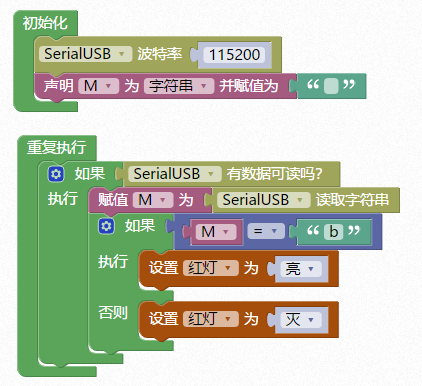 初始化
SerialUSB 波特率 115200
声明 M 为 字符串 并赋值为 “ ”
重复执行
如果 SerialUSB 有数据可读吗?
执行 赋值 M 为 SerialUSB 读取字符串
如果 M = “ b ”
执行 设置 红灯 为 亮
否则 设置 红灯 为 灭